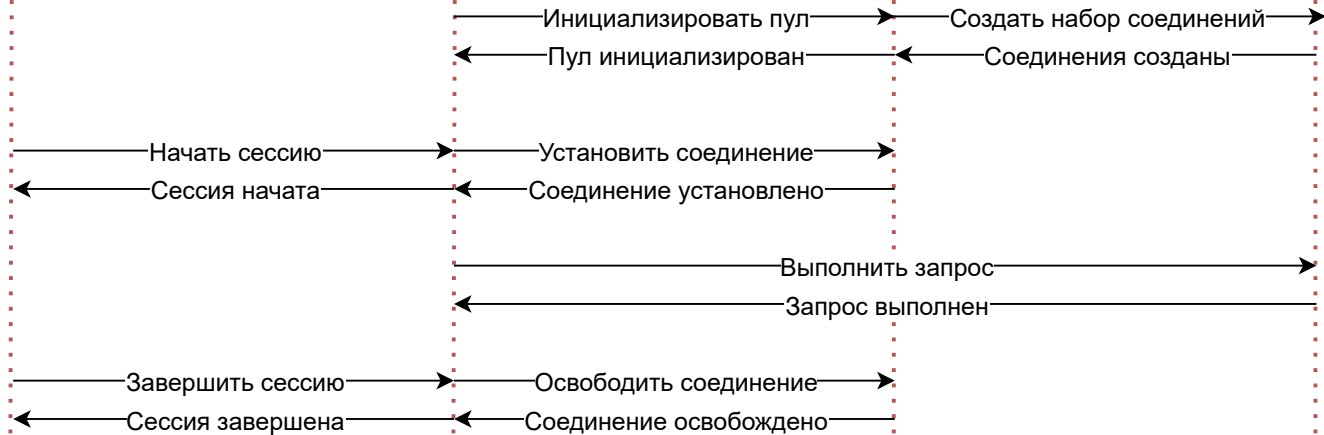 Инициализировать пул
Создать набор соединений
Пул инициализирован
Соединения созданы
Начать сессию
Установить соединение
Сессия начата
Соединение установлено
Выполнить запрос
Запрос выполнен
Завершить сессию
Освободить соединение
Сессия завершена
Соединение освобождено